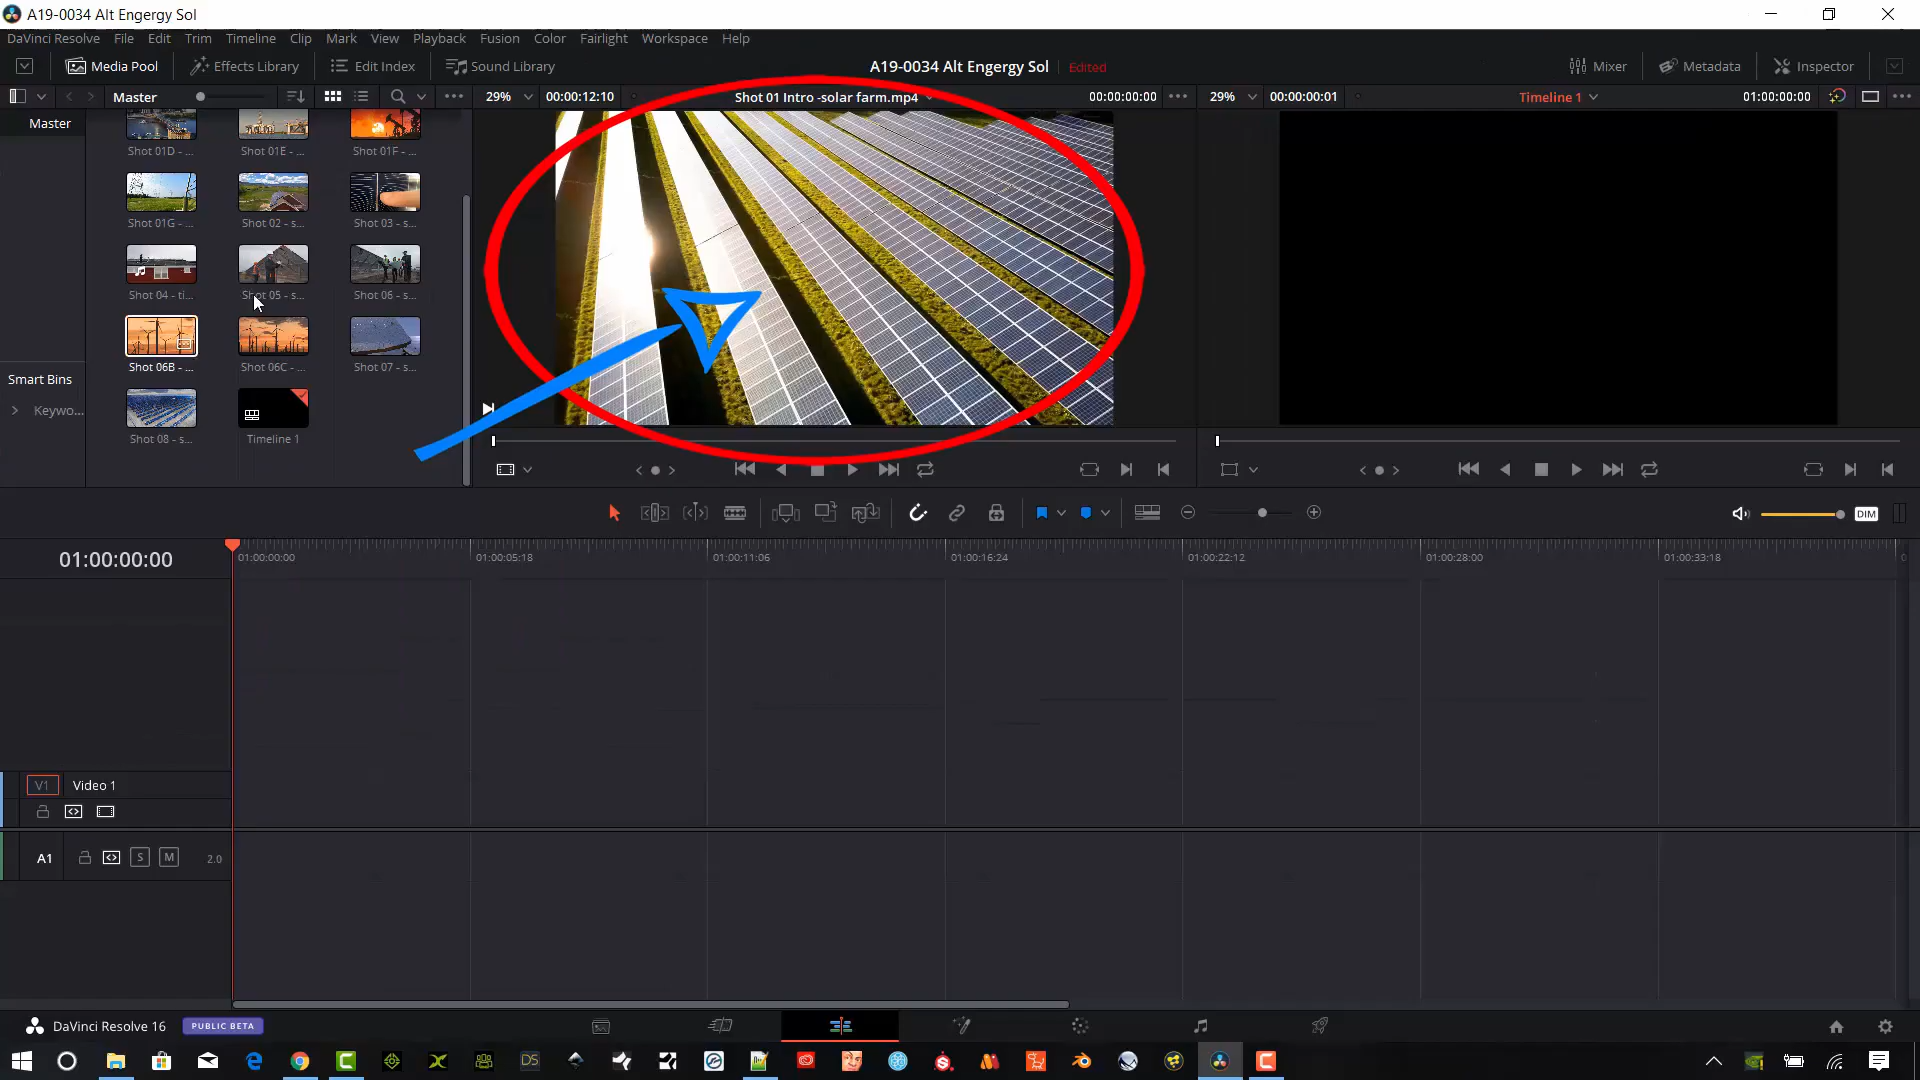 A19-0034 Alt Engergy Sol
DaVinci Resolve File Edit Trim Timeline Clip Mark View Playback Fusion Color Fairlight Workspace Help
Media Pool Effects Library Edit Index Sound Library A19-0034 Alt Engergy Sol Edited Mixer Metadata Inspector
Master 29% 00:00:12:10 Shot 01 Intro -solar farm.mp4 00:00:00:00 29% 00:00:00:01 Timeline 1 01:00:00:00
Master
Shot 01D - ... Shot 01E - ... Shot 01F - ...
Shot 01G - ... Shot 02 - s... Shot 03 - s...
Shot 04 - ti... Shot 05 - s... Shot 06 - s...
Shot 06B - ... Shot 06C - ... Shot 07 - s...
Smart Bins
Keywo...
Shot 08 - s... Timeline 1
DIM
01:00:00:00
01:00:00:00 01:00:05:18 01:00:11:06 01:00:16:24 01:00:22:12 01:00:28:00 01:00:33:18 0
V1 Video 1
A1 S M 2.0
DaVinci Resolve 16 PUBLIC BETA
DS